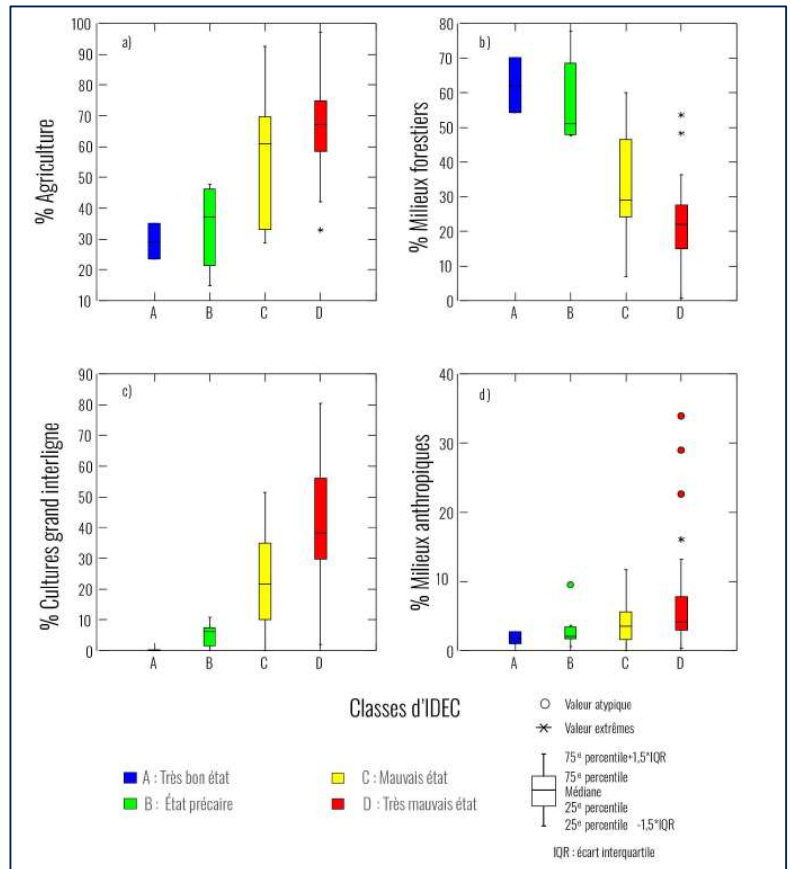 a)
% Agriculture
100
90
80
70
60
50
40
30
20
10
A B C D
b)
% Milieux forestiers
80
70
60
50
40
30
20
10
0
A B C D
c)
% Cultures grand interligne
90
80
70
60
50
40
30
20
10
0
A B C D
d)
% Milieux anthropiques
40
30
20
10
0
A B C D
Classes d'IDEC
A : Très bon état
B : État précaire
C : Mauvais état
D : Très mauvais état
Valeur atypique
Valeur extrêmes
75e percentile+1,5*IQR
75e percentile
Médiane
25e percentile
25e percentile -1,5*IQR
IQR : écart interquartile